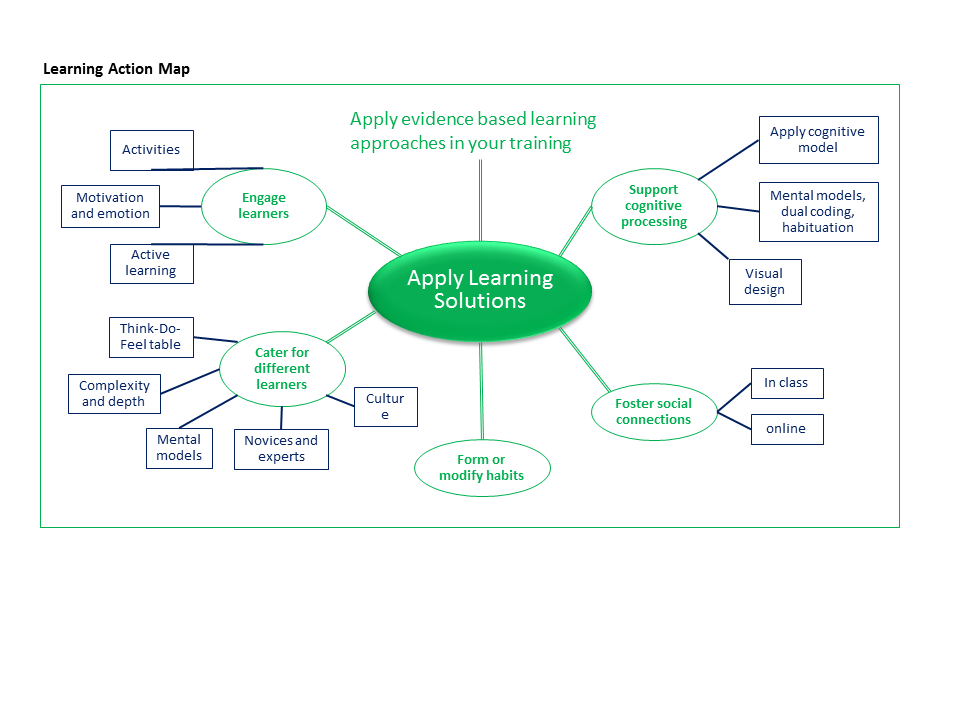 Learning Action Map
Apply evidence based learning
approaches in your training
Apply Learning
Solutions
Engage
learners
Activities
Motivation
and emotion
Active
learning
Support
cognitive
processing
Apply cognitive
model
Mental models,
dual coding,
habituation
Visual
design
Cater for
different
learners
Think-Do-
Feel table
Complexity
and depth
Mental
models
Novices and
experts
Cultur
e
Form or
modify habits
Foster social
connections
In class
online